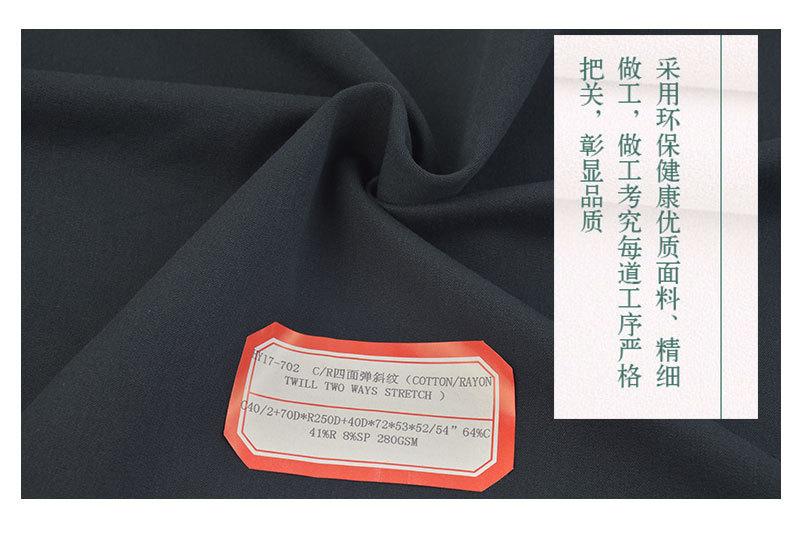 采用环保健康优质面料、精细
做工，做工考究每道工序严格
把关，彰显品质
HY17-702 C/R四面弹斜纹（COTTON/RAYON
TWILL TWO WAYS STRETCH ）
C40/2+70D*R250D+40D*72*53*52/54” 64%C
41%R 8%SP 280GSM